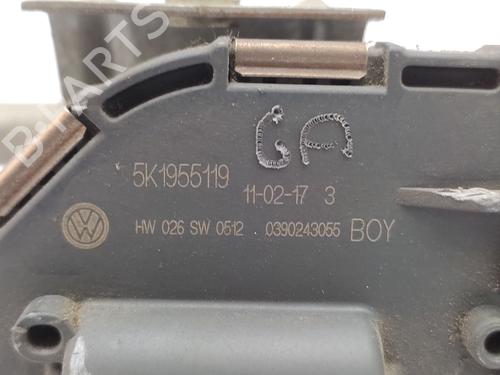 B-PARTS
GA
5K1955119
11-02-17 3
HW 026 SW 0512 0390243055 BOY